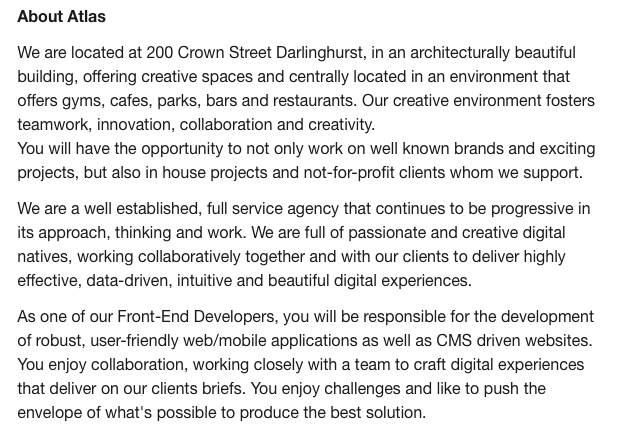 About Atlas
We are located at 200 Crown Street Darlinghurst, in an architecturally beautiful
building, offering creative spaces and centrally located in an environment that
offers gyms, cafes, parks, bars and restaurants. Our creative environment fosters
teamwork, innovation, collaboration and creativity.
You will have the opportunity to not only work on well known brands and exciting
projects, but also in house projects and not-for-profit clients whom we support.
We are a well established, full service agency that continues to be progressive in
its approach, thinking and work. We are full of passionate and creative digital
natives, working collaboratively together and with our clients to deliver highly
effective, data-driven, intuitive and beautiful digital experiences.
As one of our Front-End Developers, you will be responsible for the development
of robust, user-friendly web/mobile applications as well as CMS driven websites.
You enjoy collaboration, working closely with a team to craft digital experiences
that deliver on our clients briefs. You enjoy challenges and like to push the
envelope of what's possible to produce the best solution.